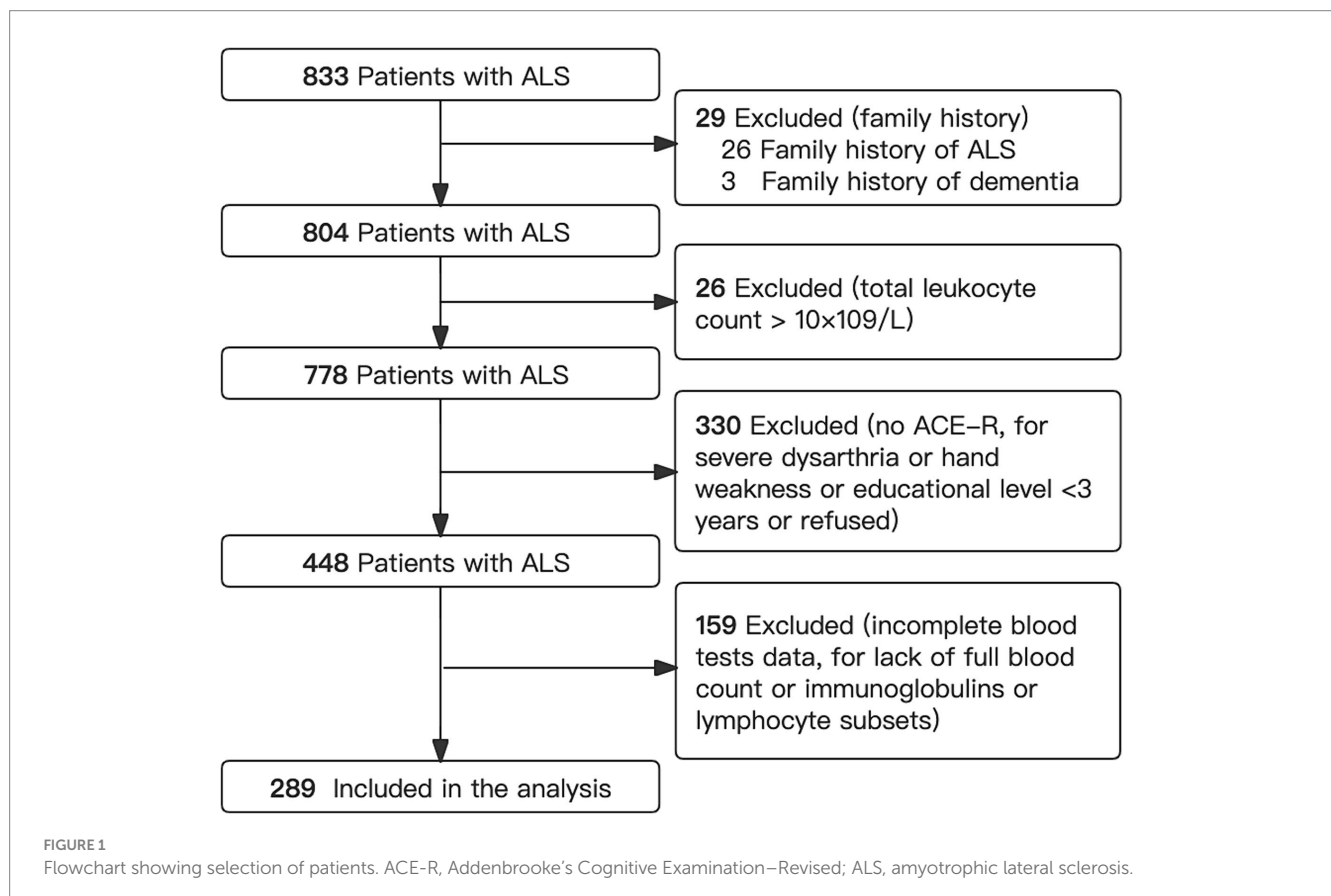 833 Patients with ALS
29 Excluded (family history)
26 Family history of ALS
3 Family history of dementia
804 Patients with ALS
26 Excluded (total leukocyte
count > 10×109/L)
778 Patients with ALS
330 Excluded (no ACE–R, for
severe dysarthria or hand
weakness or educational level <3
years or refused)
448 Patients with ALS
159 Excluded (incomplete blood
tests data, for lack of full blood
count or immunoglobulins or
lymphocyte subsets)
289 Included in the analysis
FIGURE 1
Flowchart showing selection of patients. ACE-R, Addenbrooke’s Cognitive Examination–Revised; ALS, amyotrophic lateral sclerosis.